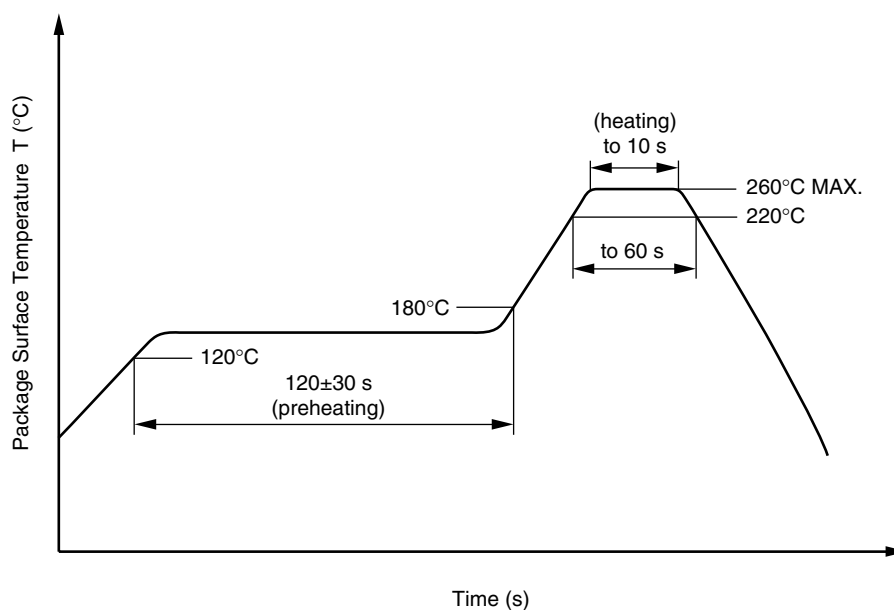 Package Surface Temperature T (°C)
(heating)
to 10 s
260°C MAX.
220°C
to 60 s
180°C
120°C
120±30 s
(preheating)
Time (s)